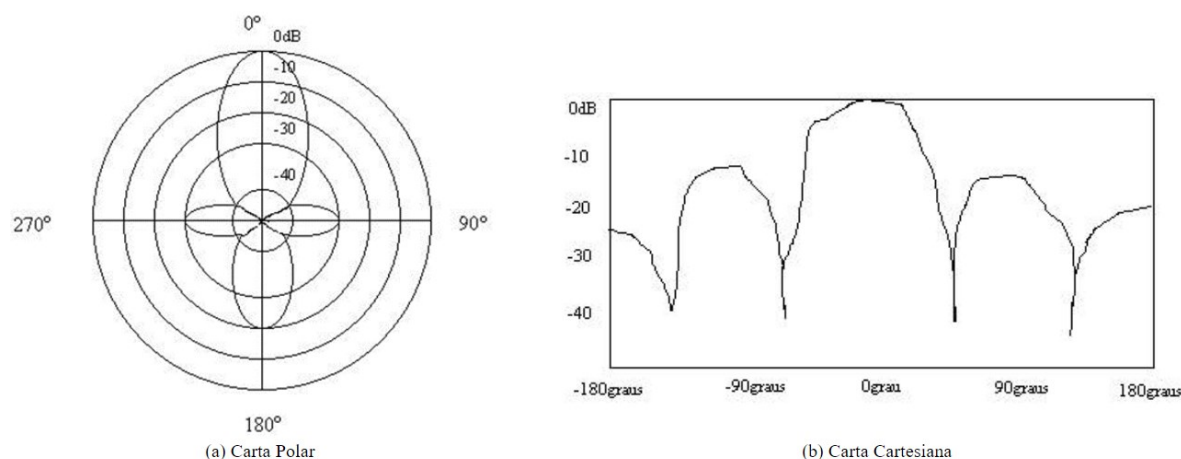 0°
0dB
-10
-20
-30
-40
270°
90°
180°
(a) Carta Polar
0dB
-10
-20
-30
-40
-180graus
-90graus
0grau
90graus
180graus
(b) Carta Cartesiana